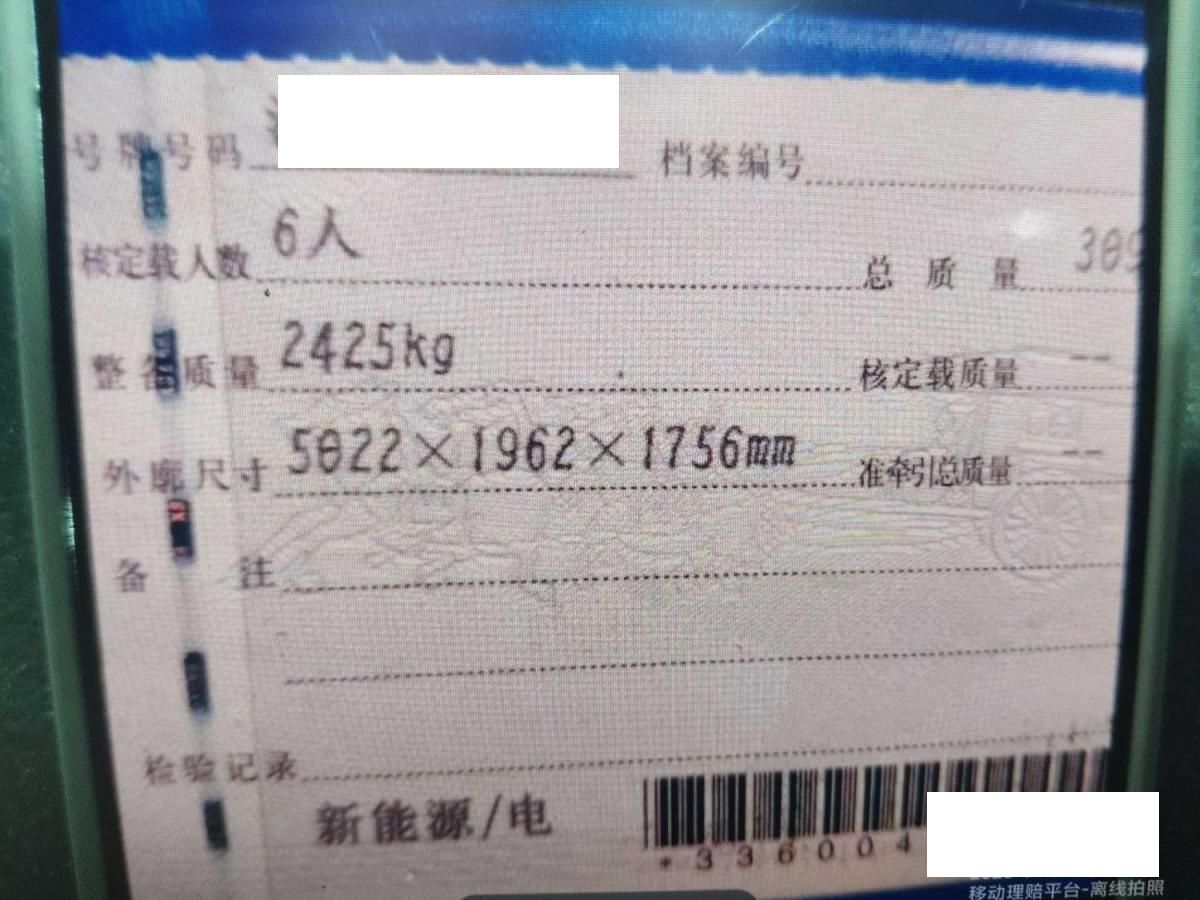 号牌号码 档案编号
核定载人数 6人 总质量 309
整备质量 2425kg 核定载质量 --
外廓尺寸 5022×1962×1756mm 准牵引总质量 --
备注
检验记录
新能源/电
*336004
移动理赔平台-离线拍照